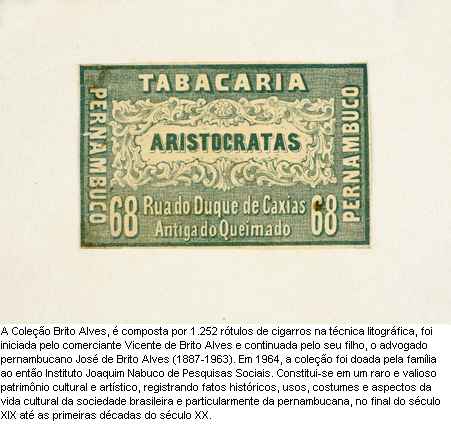 TABACARIA
PERNAMBUCO
ARISTOCRATAS
PERNAMBUCO
68 Rua do Duque de Caxias 68
Antiga do Queimado
A Coleção Brito Alves, é composta por 1.252 rótulos de cigarros na técnica litográfica, foi
iniciada pelo comerciante Vicente de Brito Alves e continuada pelo seu filho, o advogado
pernambucano José de Brito Alves (1887-1963). Em 1964, a coleção foi doada pela família
ao então Instituto Joaquim Nabuco de Pesquisas Sociais. Constitui-se em um raro e valioso
patrimônio cultural e artístico, registrando fatos históricos, usos, costumes e aspectos da
vida cultural da sociedade brasileira e particularmente da pernambucana, no final do século
XIX até as primeiras décadas do século XX.